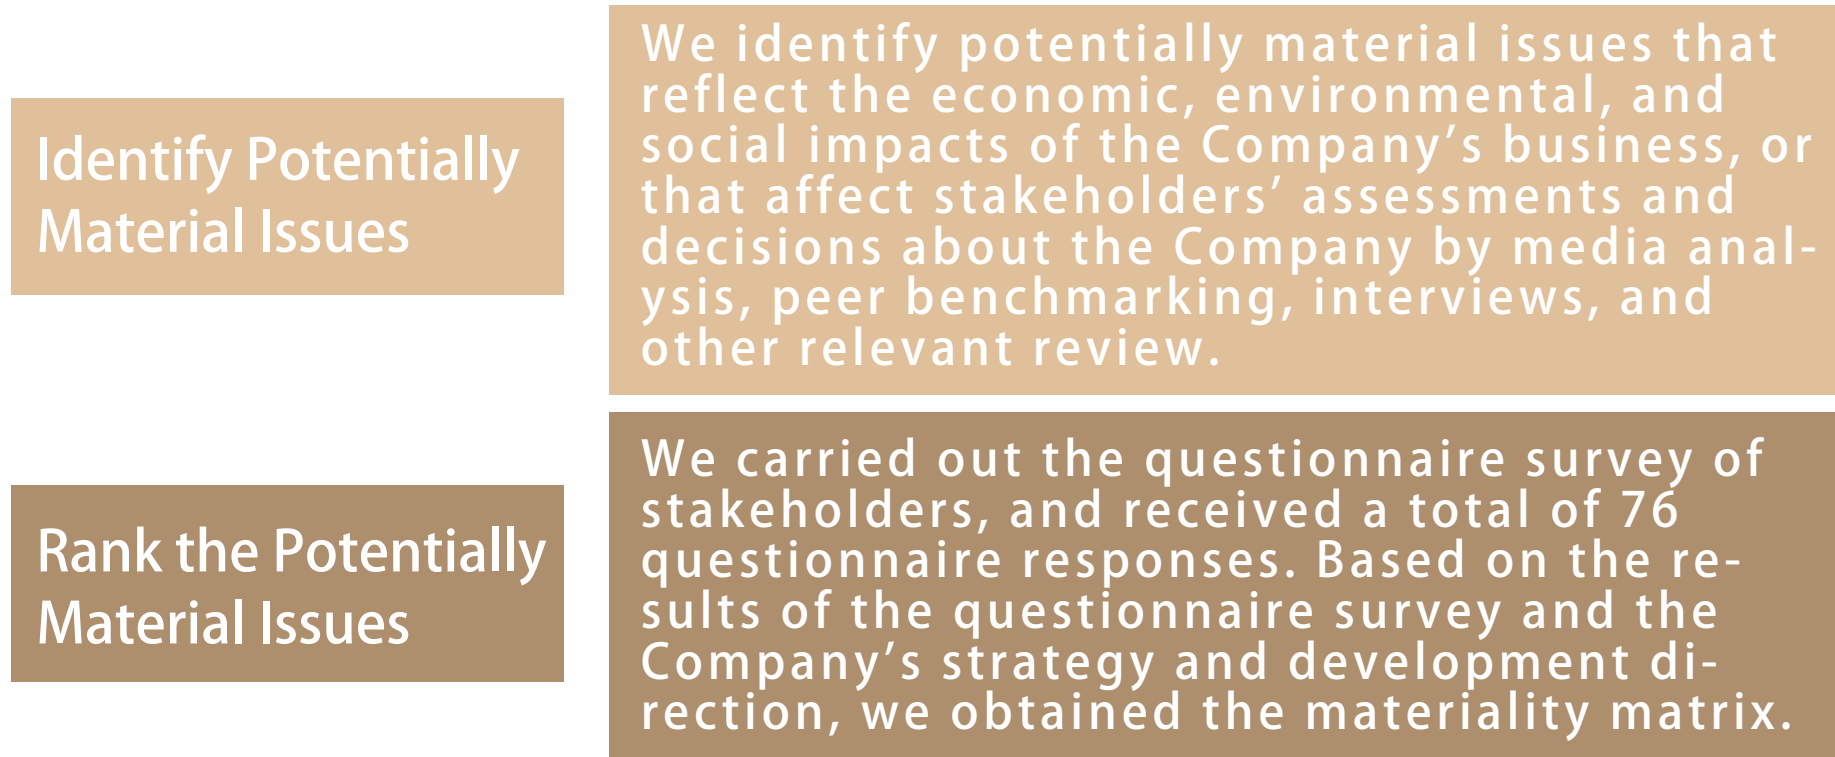 Identify Potentially
Material Issues
We identify potentially material issues that
reflect the economic, environmental, and
social impacts of the Company’s business, or
that affect stakeholders’ assessments and
decisions about the Company by media anal-
ysis, peer benchmarking, interviews, and
other relevant review.
Rank the Potentially
Material Issues
We carried out the questionnaire survey of
stakeholders, and received a total of 76
questionnaire responses. Based on the re-
sults of the questionnaire survey and the
Company’s strategy and development di-
rection, we obtained the materiality matrix.